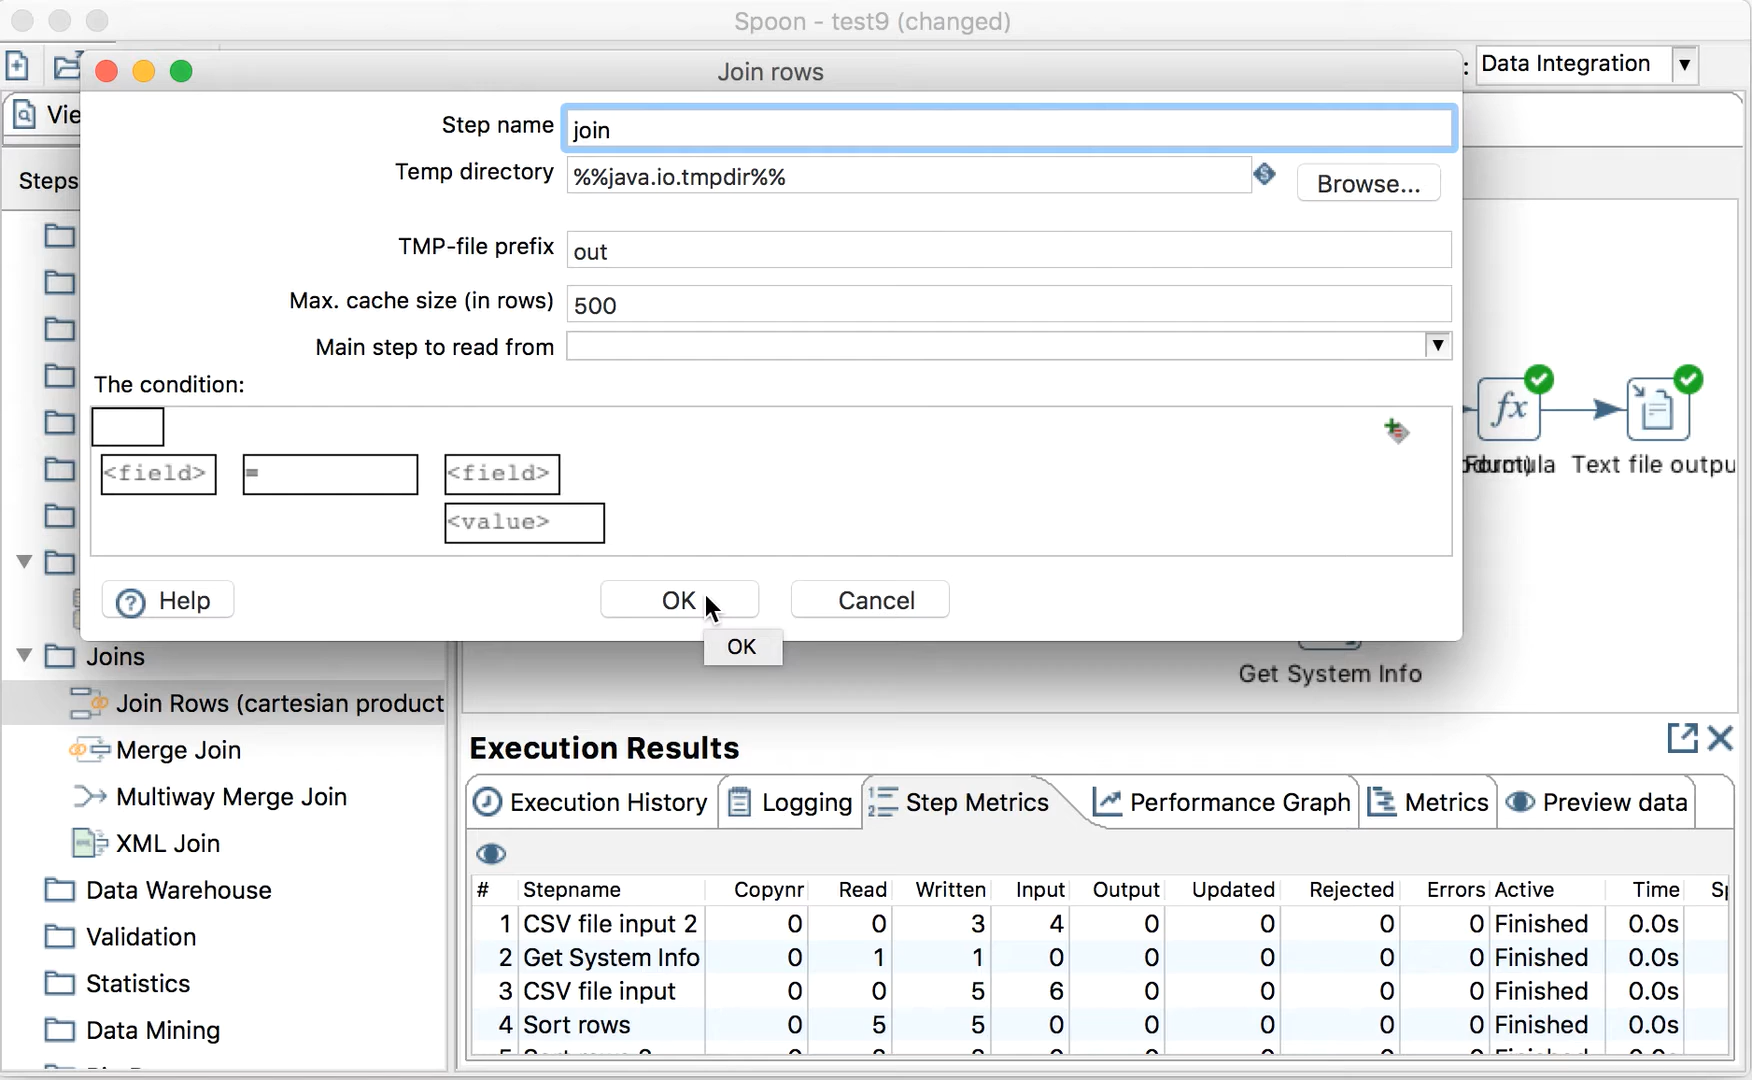 Spoon - test9 (changed)
Join rows
: Data Integration
Vie
Step name join
Temp directory %%java.io.tmpdir%% Browse...
Steps
TMP-file prefix out
Max. cache size (in rows) 500
Main step to read from
The condition:
<field> = <field>
<value>
fx
Formula Text file outpu
Help OK Cancel
OK
Joins
Get System Info
Join Rows (cartesian product
Merge Join
Multiway Merge Join
XML Join
Data Warehouse
Validation
Statistics
Data Mining
Execution Results
Execution History Logging Step Metrics Performance Graph Metrics Preview data
# Stepname Copynr Read Written Input Output Updated Rejected Errors Active Time Sp
1 CSV file input 2 0 0 3 4 0 0 0 0 Finished 0.0s
2 Get System Info 0 1 1 0 0 0 0 0 Finished 0.0s
3 CSV file input 0 0 5 6 0 0 0 0 Finished 0.0s
4 Sort rows 0 5 5 0 0 0 0 0 Finished 0.0s